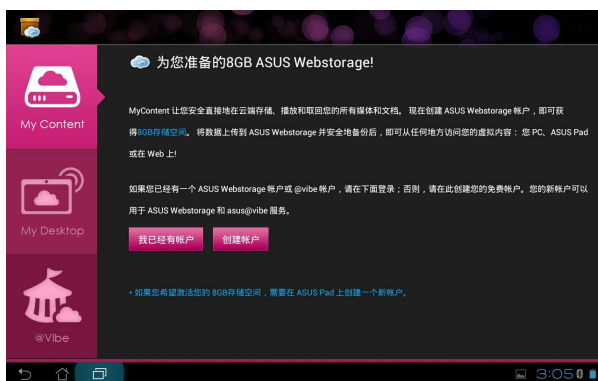 为您准备的8GB ASUS Webstorage!
My Content
MyContent 让您安全直接地在云端存储、播放和取回您的所有媒体和文档。 现在创建 ASUS Webstorage 帐户，即可获
得8GB存储空间。 将数据上传到 ASUS Webstorage 并安全地备份后，即可从任何地方访问您的虚拟内容： 您 PC、ASUS Pad
或在 Web 上!
My Desktop
如果您已经有一个 ASUS Webstorage 帐户或 @vibe 帐户，请在下面登录；否则，请在此创建您的免费帐户。您的新帐户可以
用于 ASUS Webstorage 和 asus@vibe 服务。
我已经有帐户
创建帐户
@Vibe
* 如果您希望激活您的 8GB存储空间，需要在 ASUS Pad 上创建一个新帐户。
3:05